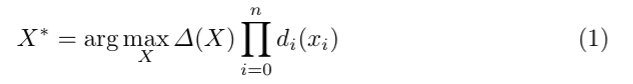 X* = arg max_X Δ(X) ∏_{i=0}^{n} d_i(x_i) (1)